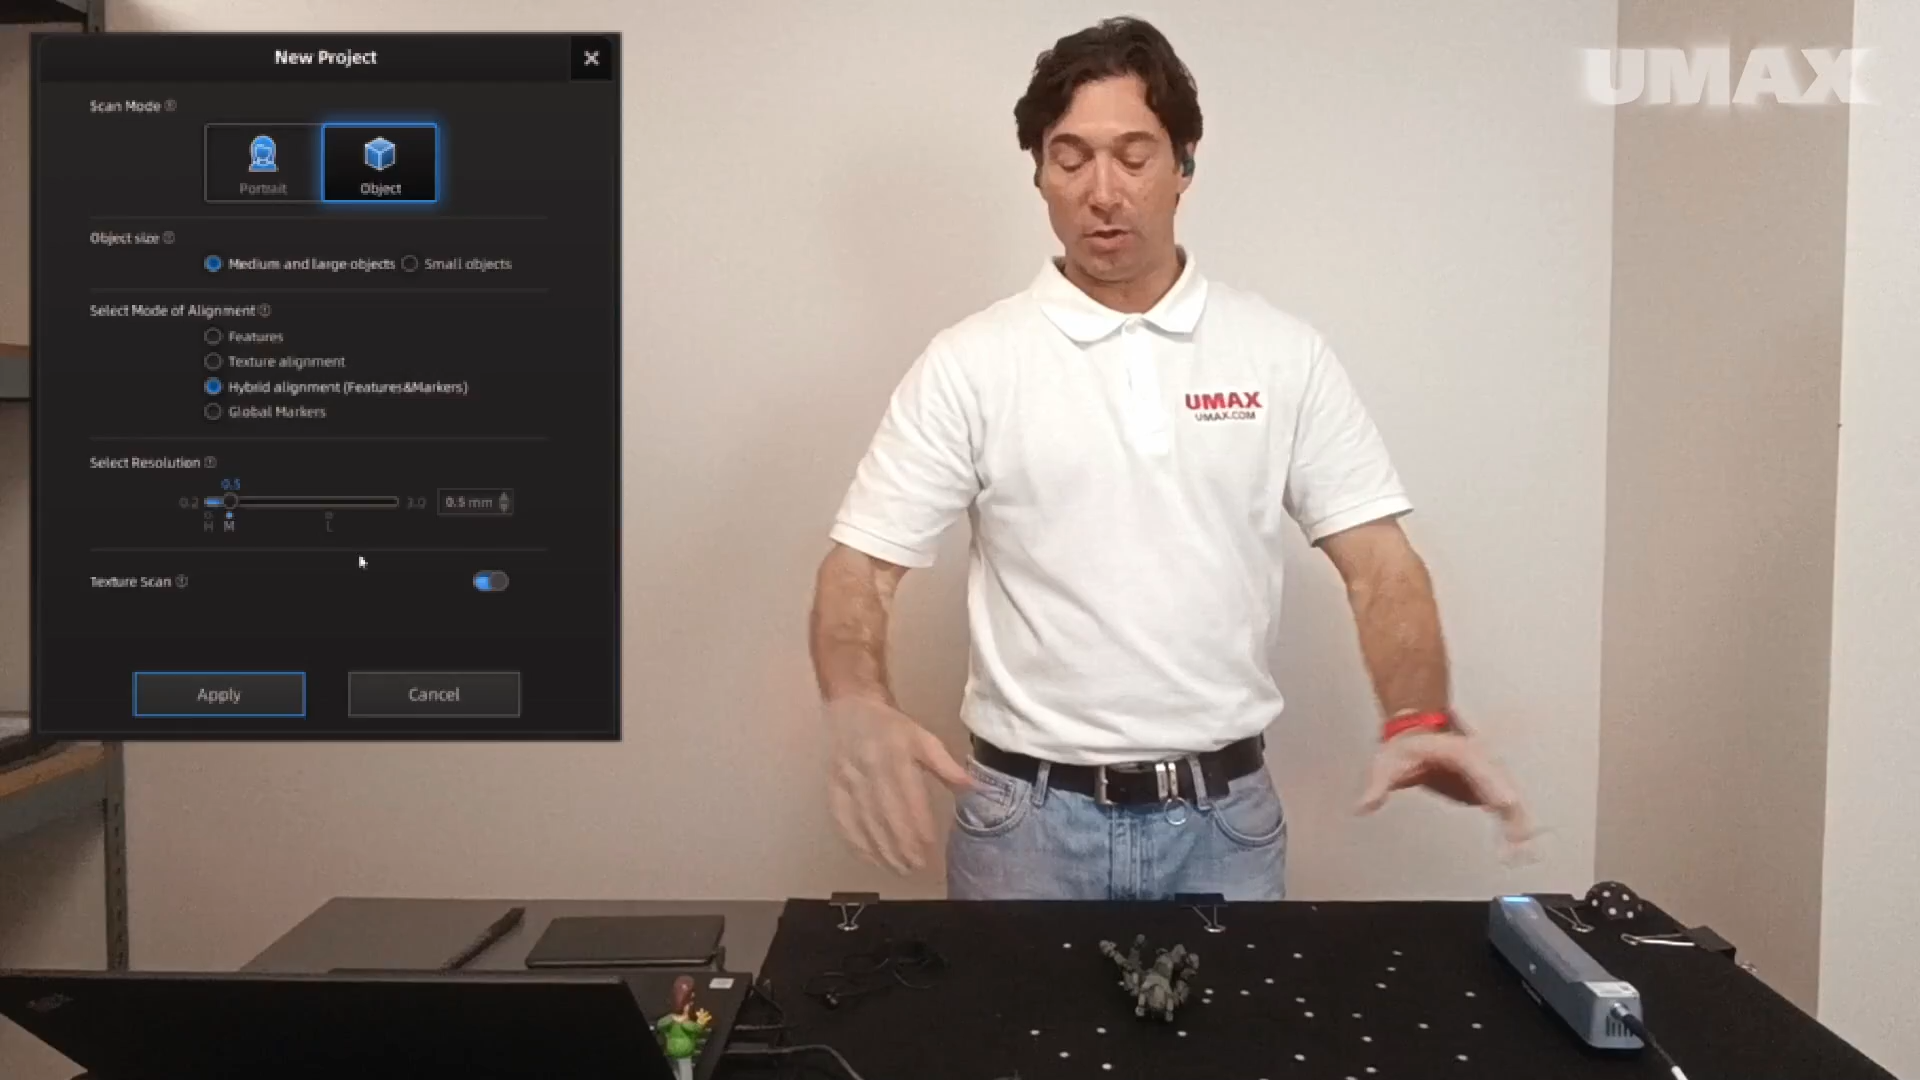 New Project
Scan Mode
Portrait
Object
Object size
Medium and large objects
Small objects
Select Mode of Alignment
Features
Texture alignment
Hybrid alignment (Features&Markers)
Global Markers
Select Resolution
0.5
0.2
3.0
0.5 mm
H M L
Texture Scan
Apply
Cancel
UMAX
UMAX
UMAX.COM